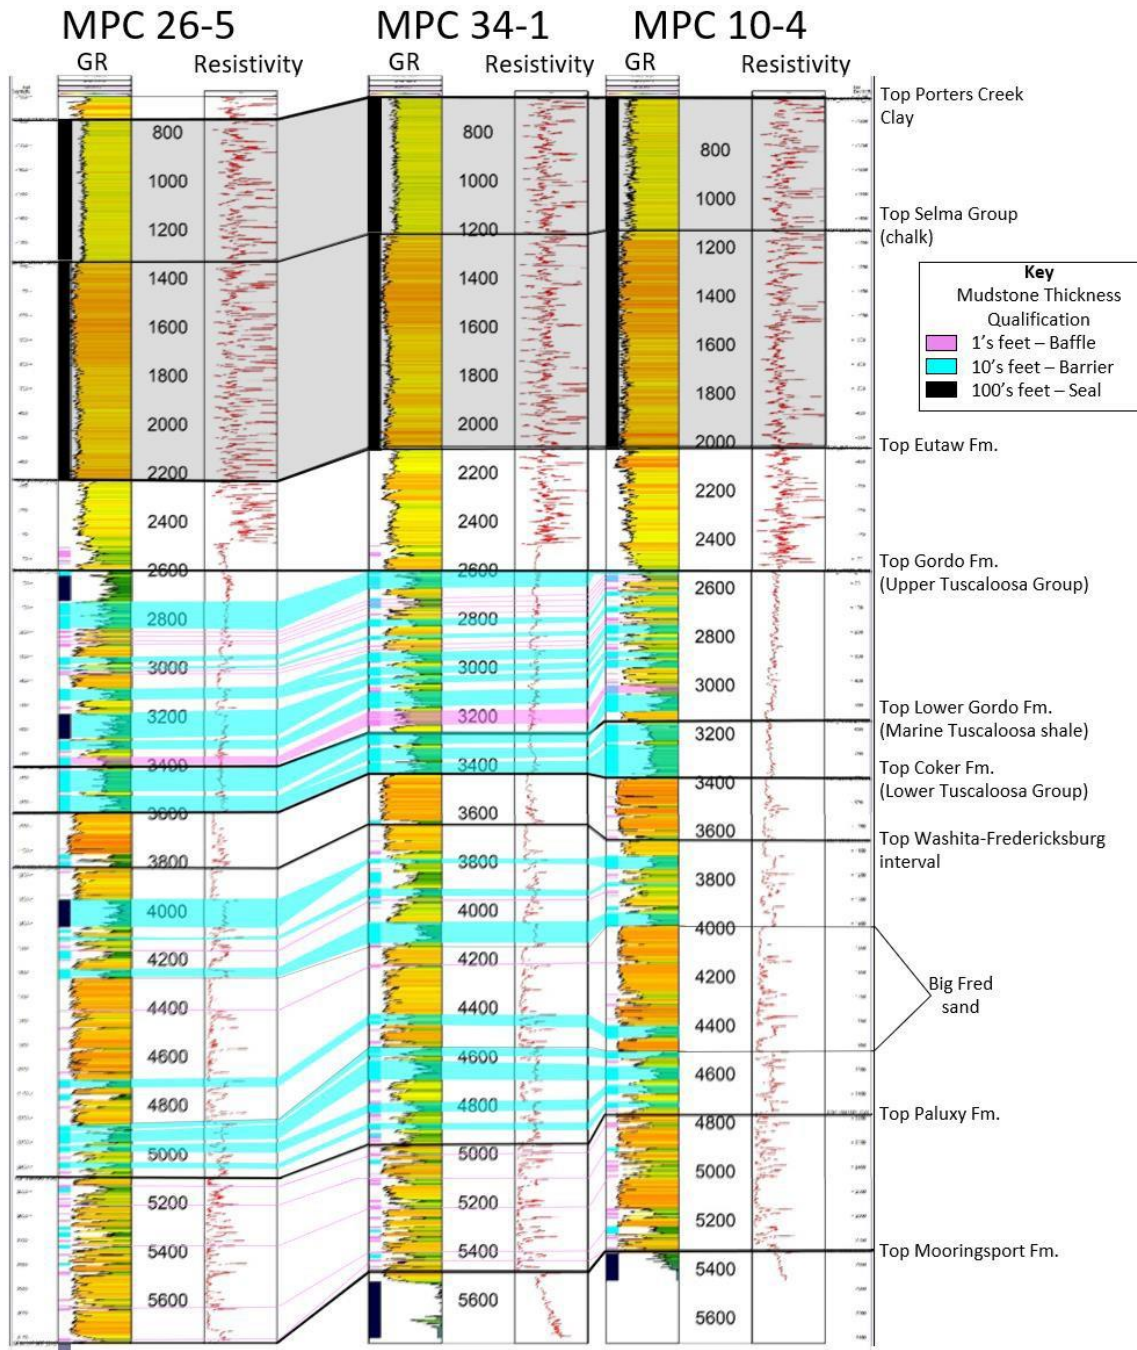 MPC 26-5
MPC 34-1
MPC 10-4
GR
Resistivity
GR
Resistivity
GR
Resistivity
800
1000
1200
1400
1600
1800
2000
2200
2400
2600
2800
3000
3200
3400
3600
3800
4000
4200
4400
4600
4800
5000
5200
5400
5600
800
1000
1200
1400
1600
1800
2000
2200
2400
2600
2800
3000
3200
3400
3600
3800
4000
4200
4400
4600
4800
5000
5200
5400
5600
800
1000
1200
1400
1600
1800
2000
2200
2400
2600
2800
3000
3200
3400
3600
3800
4000
4200
4400
4600
4800
5000
5200
5400
5600
Top Porters Creek
Clay
Top Selma Group
(chalk)
Key
Mudstone Thickness
Qualification
1's feet – Baffle
10's feet – Barrier
100's feet – Seal
Top Eutaw Fm.
Top Gordo Fm.
(Upper Tuscaloosa Group)
Top Lower Gordo Fm.
(Marine Tuscaloosa shale)
Top Coker Fm.
(Lower Tuscaloosa Group)
Top Washita-Fredericksburg
interval
Big Fred
sand
Top Paluxy Fm.
Top Mooringsport Fm.